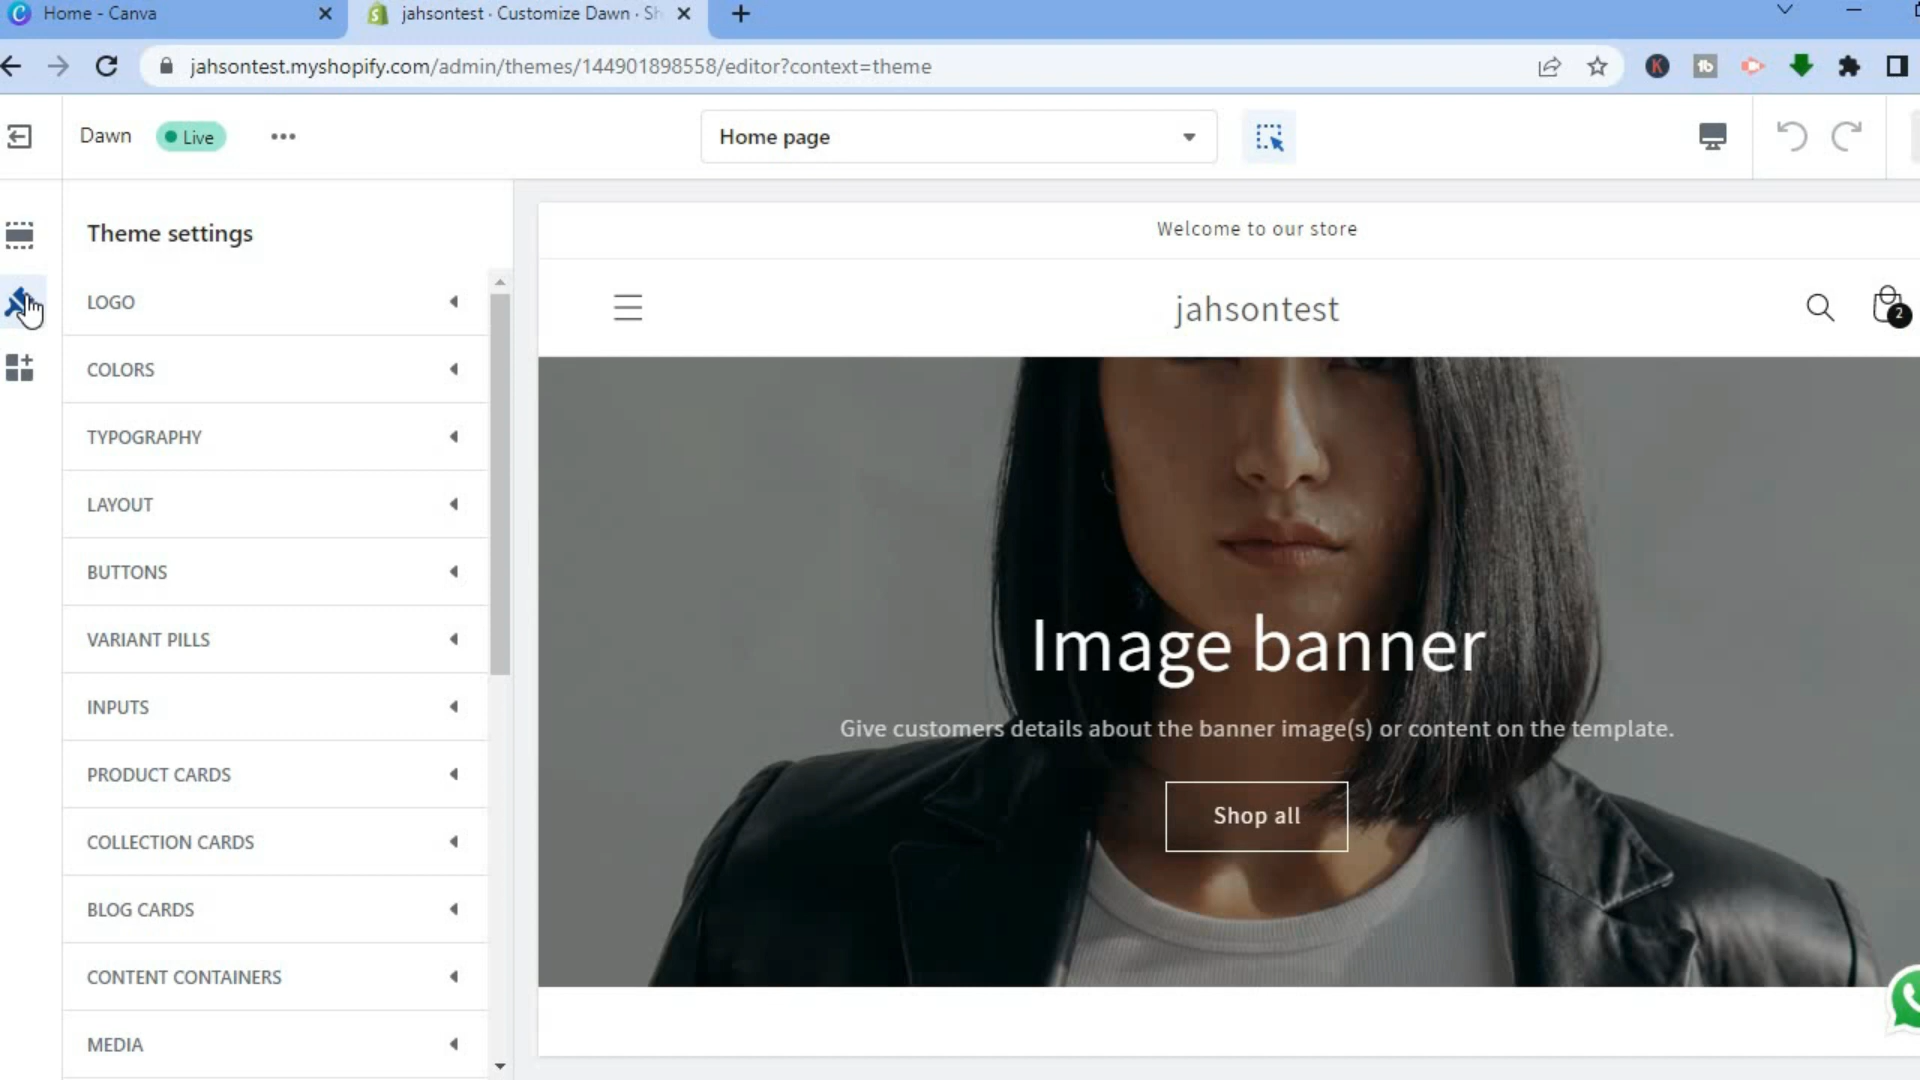 Home - Canva
jahsontest · Customize Dawn · Sh
jahsontest.myshopify.com/admin/themes/144901898558/editor?context=theme
K
tb
Dawn
Live
Home page
Theme settings
LOGO
COLORS
TYPOGRAPHY
LAYOUT
BUTTONS
VARIANT PILLS
INPUTS
PRODUCT CARDS
COLLECTION CARDS
BLOG CARDS
CONTENT CONTAINERS
MEDIA
Welcome to our store
jahsontest
2
Image banner
Give customers details about the banner image(s) or content on the template.
Shop all